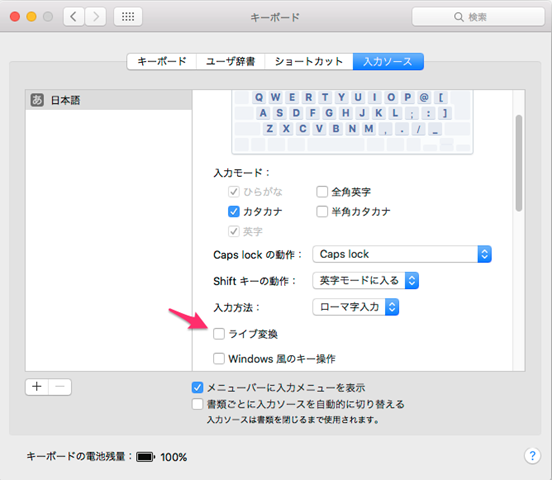 キーボード
検索
キーボード ユーザ辞書 ショートカット 入力ソース
あ 日本語
Q W E R T Y U I O P @ [
A S D F G H J K L ; : ]
Z X C V B N M , . / _
入力モード：
ひらがな 全角英字
カタカナ 半角カタカナ
英字
Caps lock の動作： Caps lock
Shift キーの動作： 英字モードに入る
入力方法： ローマ字入力
ライブ変換
Windows 風のキー操作
+ −
メニューバーに入力メニューを表示
書類ごとに入力ソースを自動的に切り替える
入力ソースは書類を閉じるまで使用されます。
キーボードの電池残量： 100%
?